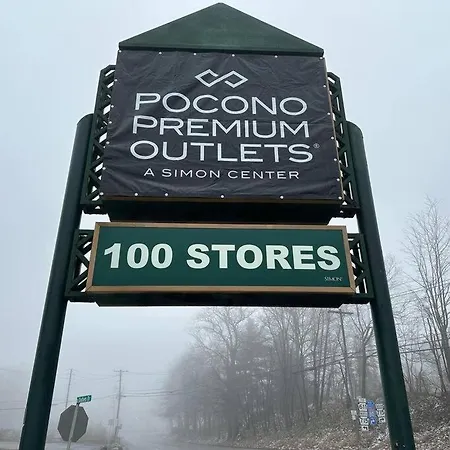 POCONO
PREMIUM
OUTLETS®
A SIMON CENTER
100 STORES
SIMON®